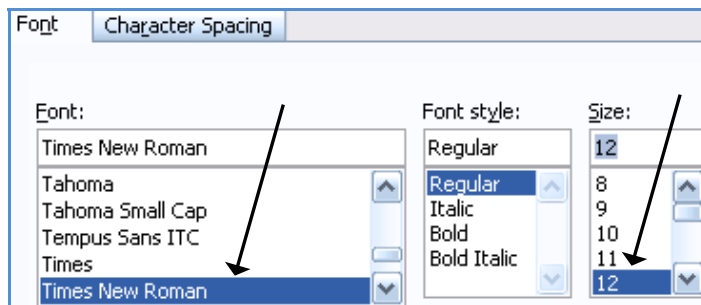 Font Character Spacing
Font: Font style: Size:
Times New Roman Regular 12
Tahoma Regular 8
Tahoma Small Cap Italic 9
Tempus Sans ITC Bold 10
Times Bold Italic 11
Times New Roman 12